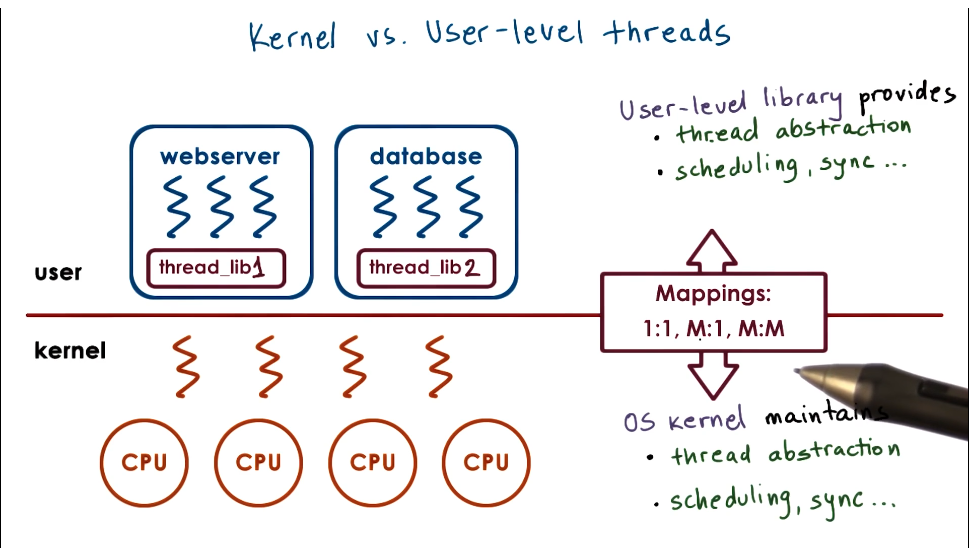 Kernel vs. User-level threads
User-level library provides
• thread abstraction
• scheduling, sync ...
webserver
database
thread_lib1
thread_lib2
user
Mappings:
1:1, M:1, M:M
kernel
OS kernel maintains
• thread abstraction
• scheduling, sync ...
CPU
CPU
CPU
CPU